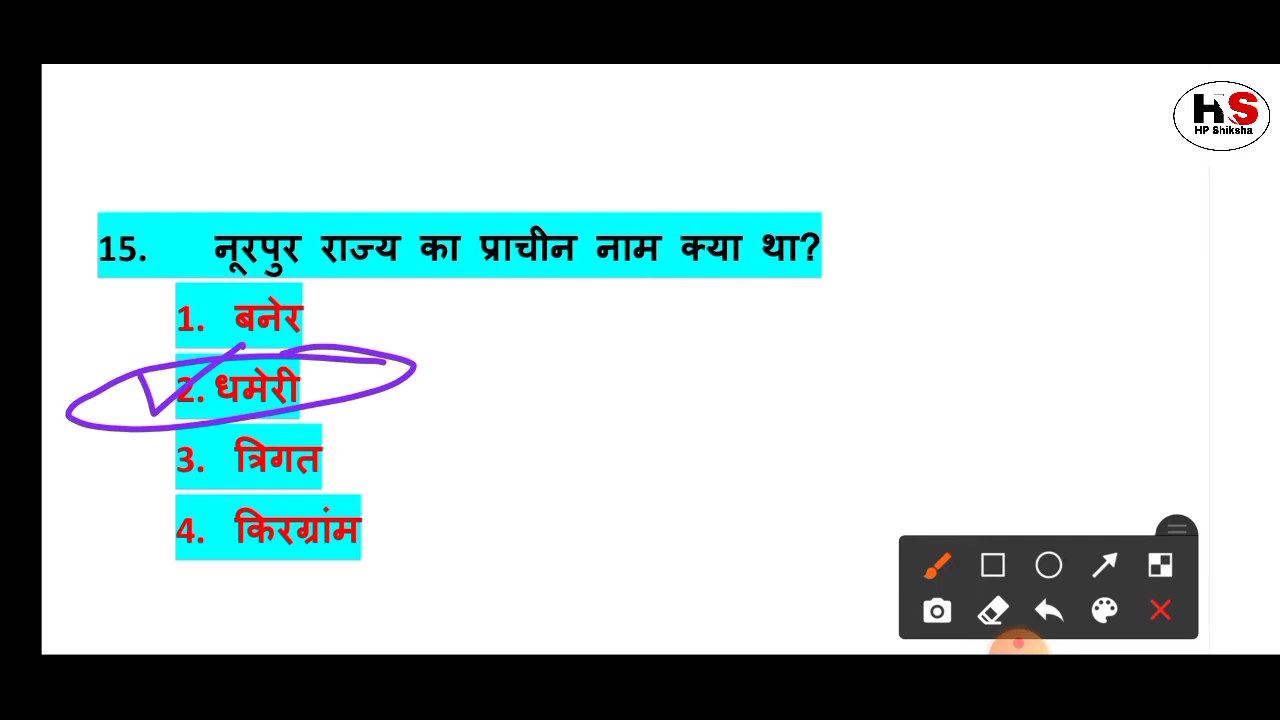 HS
HP Shiksha
15. नूरपुर राज्य का प्राचीन नाम क्या था?
1. बनेर
2. धमेरी
3. त्रिगत
4. किरग्रांम